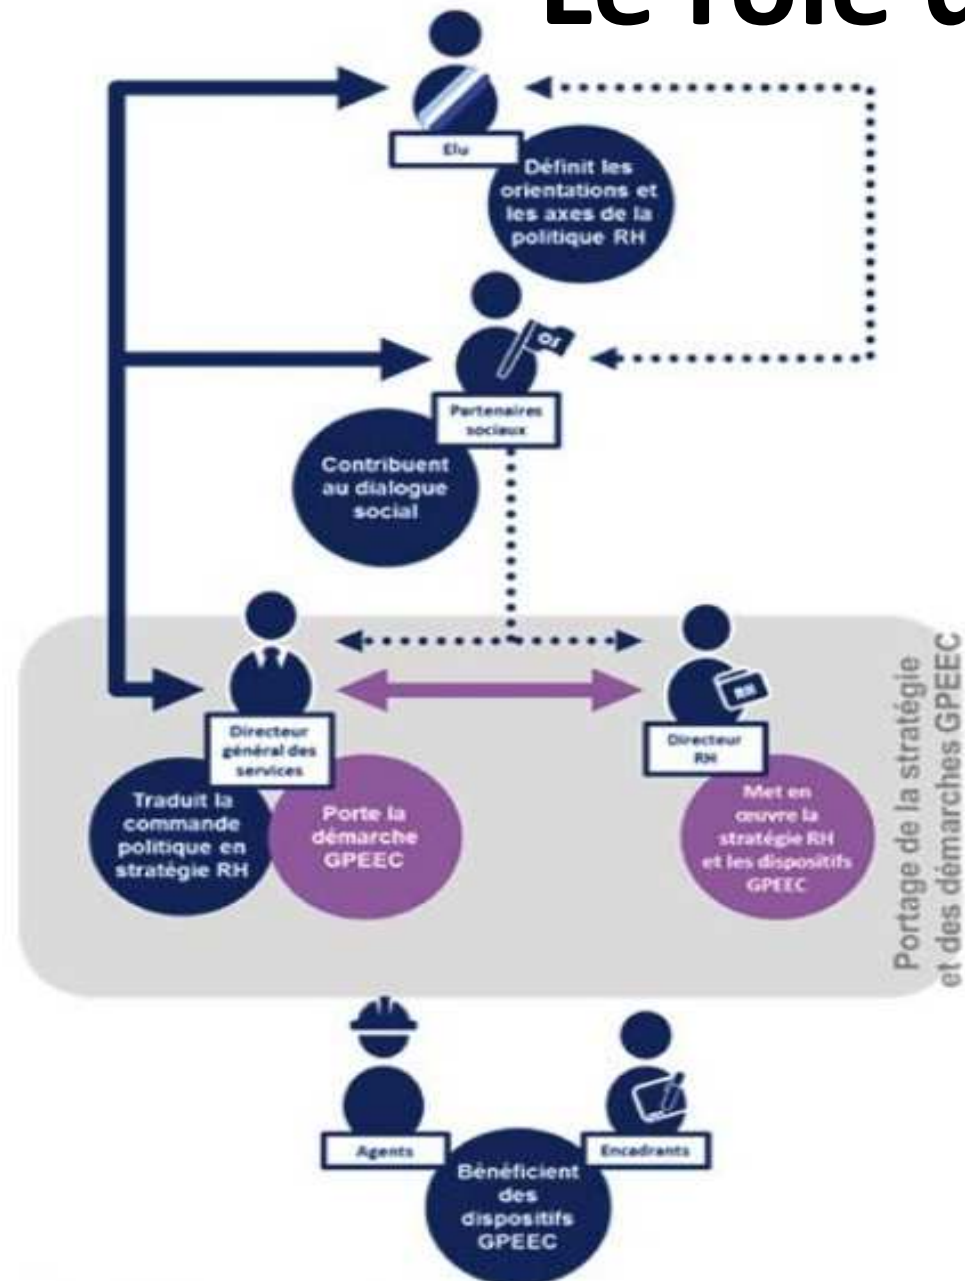 Le rôle d
Elu
Définit les
orientations et
les axes de la
politique RH
OS
Partenaires
sociaux
Contribuent
au dialogue
social
Directeur
général des
services
Traduit la
commande
politique en
stratégie RH
Porte la
démarche
GPEEC
RH
Directeur
RH
Met en
œuvre la
stratégie RH
et les dispositifs
GPEEC
Portage de la stratégie
et des démarches GPEEC
Agents
Encadrants
Bénéficient
des
dispositifs
GPEEC